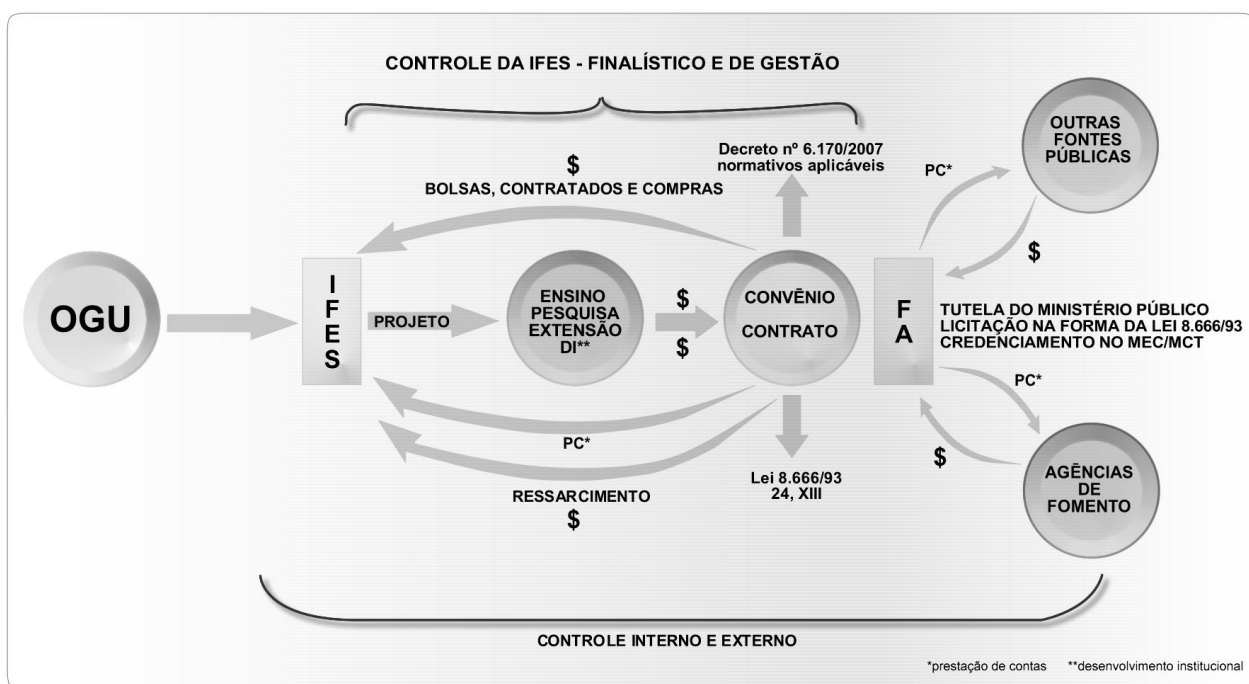 CONTROLE DA IFES - FINALÍSTICO E DE GESTÃO
OUTRAS
FONTES
PÚBLICAS
Decreto nº 6.170/2007
normativos aplicáveis
$
BOLSAS, CONTRATADOS E COMPRAS
PC*
$
OGU
I
F
E
S
PROJETO
ENSINO
PESQUISA
EXTENSÃO
DI**
$
$
CONVÊNIO
CONTRATO
F
A
TUTELA DO MINISTÉRIO PÚBLICO
LICITAÇÃO NA FORMA DA LEI 8.666/93
CREDENCIAMENTO NO MEC/MCT
PC*
PC*
$
Lei 8.666/93
24, XIII
RESSARCIMENTO
$
AGÊNCIAS
DE
FOMENTO
CONTROLE INTERNO E EXTERNO
*prestação de contas **desenvolvimento institucional